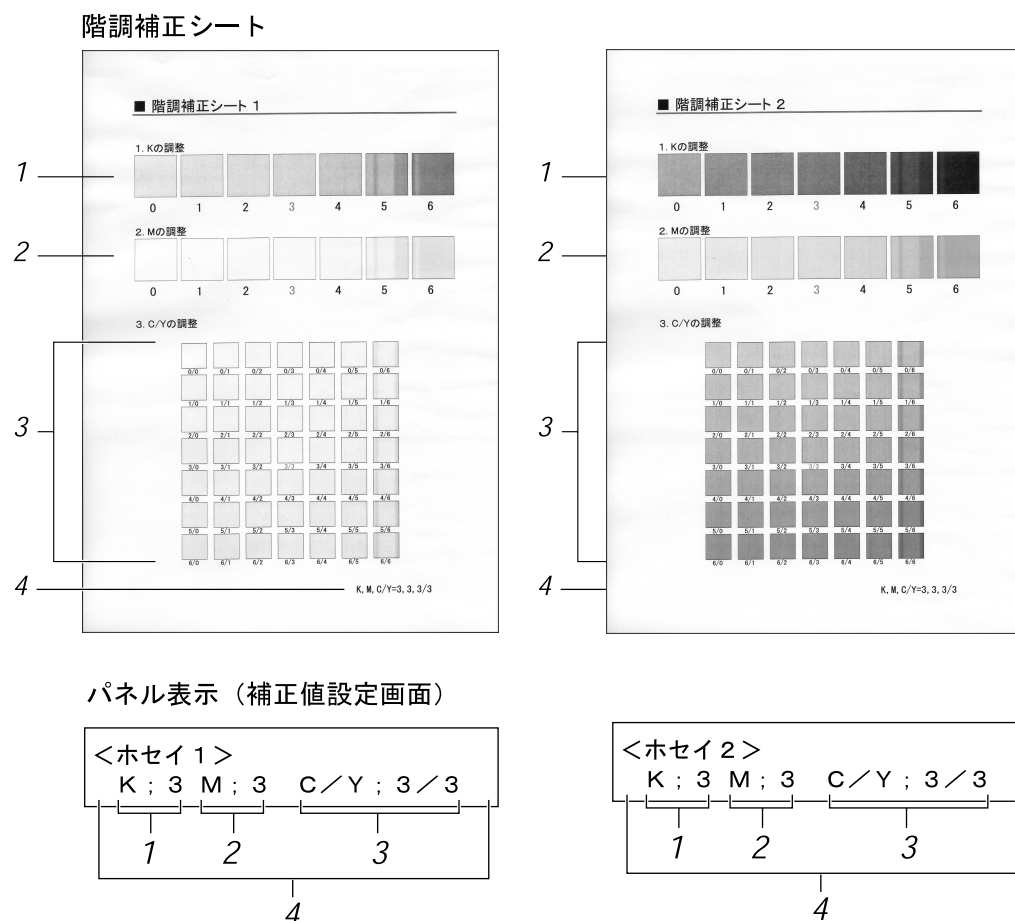 階調補正シート
■ 階調補正シート 1
1. Kの調整
0 1 2 3 4 5 6
2. Mの調整
0 1 2 3 4 5 6
3. C/Yの調整
0/0 0/1 0/2 0/3 0/4 0/5 0/6
1/0 1/1 1/2 1/3 1/4 1/5 1/6
2/0 2/1 2/2 2/3 2/4 2/5 2/6
3/0 3/1 3/2 3/3 3/4 3/5 3/6
4/0 4/1 4/2 4/3 4/4 4/5 4/6
5/0 5/1 5/2 5/3 5/4 5/5 5/6
6/0 6/1 6/2 6/3 6/4 6/5 6/6
K, M, C/Y=3, 3, 3/3
1
2
3
4
■ 階調補正シート 2
1. Kの調整
0 1 2 3 4 5 6
2. Mの調整
0 1 2 3 4 5 6
3. C/Yの調整
0/0 0/1 0/2 0/3 0/4 0/5 0/6
1/0 1/1 1/2 1/3 1/4 1/5 1/6
2/0 2/1 2/2 2/3 2/4 2/5 2/6
3/0 3/1 3/2 3/3 3/4 3/5 3/6
4/0 4/1 4/2 4/3 4/4 4/5 4/6
5/0 5/1 5/2 5/3 5/4 5/5 5/6
6/0 6/1 6/2 6/3 6/4 6/5 6/6
K, M, C/Y=3, 3, 3/3
1
2
3
4
パネル表示（補正値設定画面）
＜ホセイ１＞
K；3 M；3 C／Y；3／3
1 2 3
4
＜ホセイ２＞
K；3 M；3 C／Y；3／3
1 2 3
4